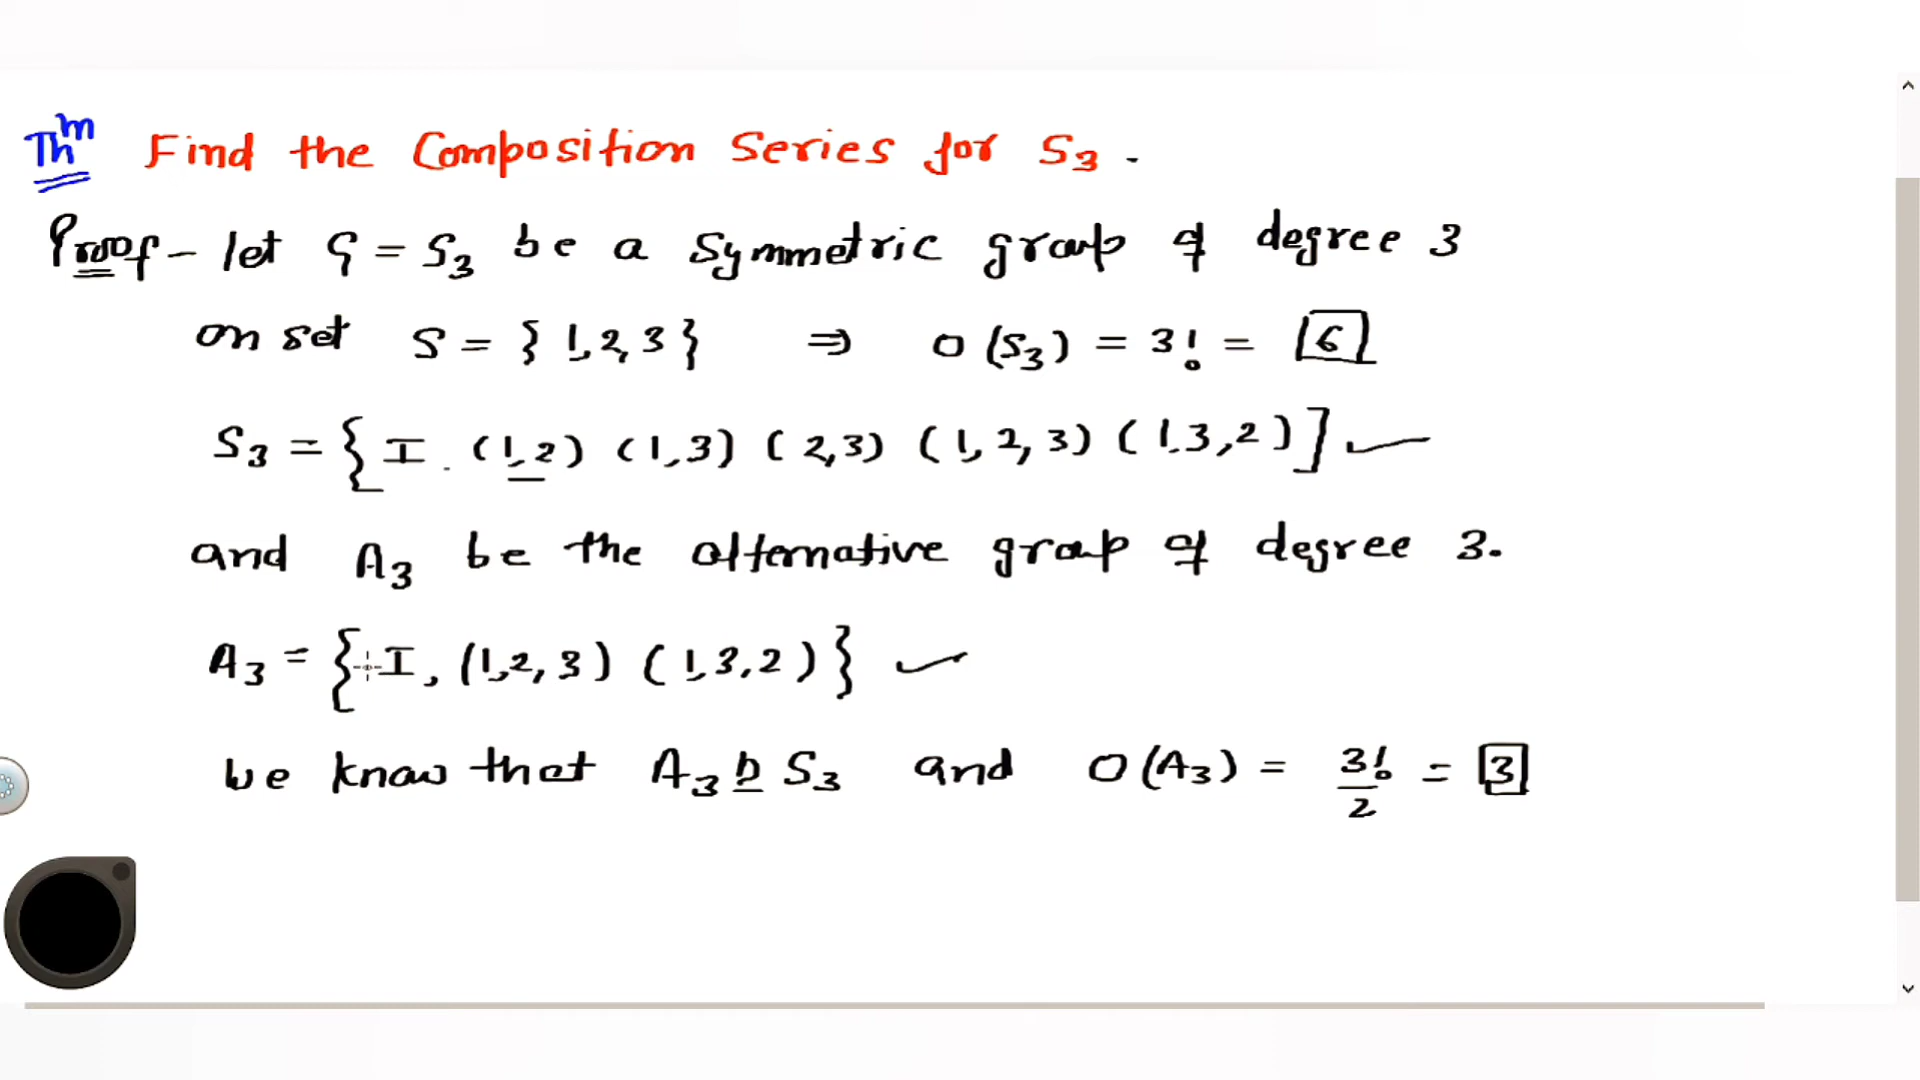 Thm Find the Composition Series for S3 .
Proof - let G = S3 be a Symmetric group of degree 3
on set S = { 1, 2, 3 } ⇒ O (S3) = 3! = 6
S3 = { I . (1, 2) (1, 3) ( 2, 3) (1, 2, 3) ( 1.3, 2 ) ]
and A3 be the alternative group of degree 3.
A3 = { I, (1, 2, 3) ( 1, 3, 2 ) }
we know that A3 ⊵ S3 and O (A3) = 3!/2 = 3